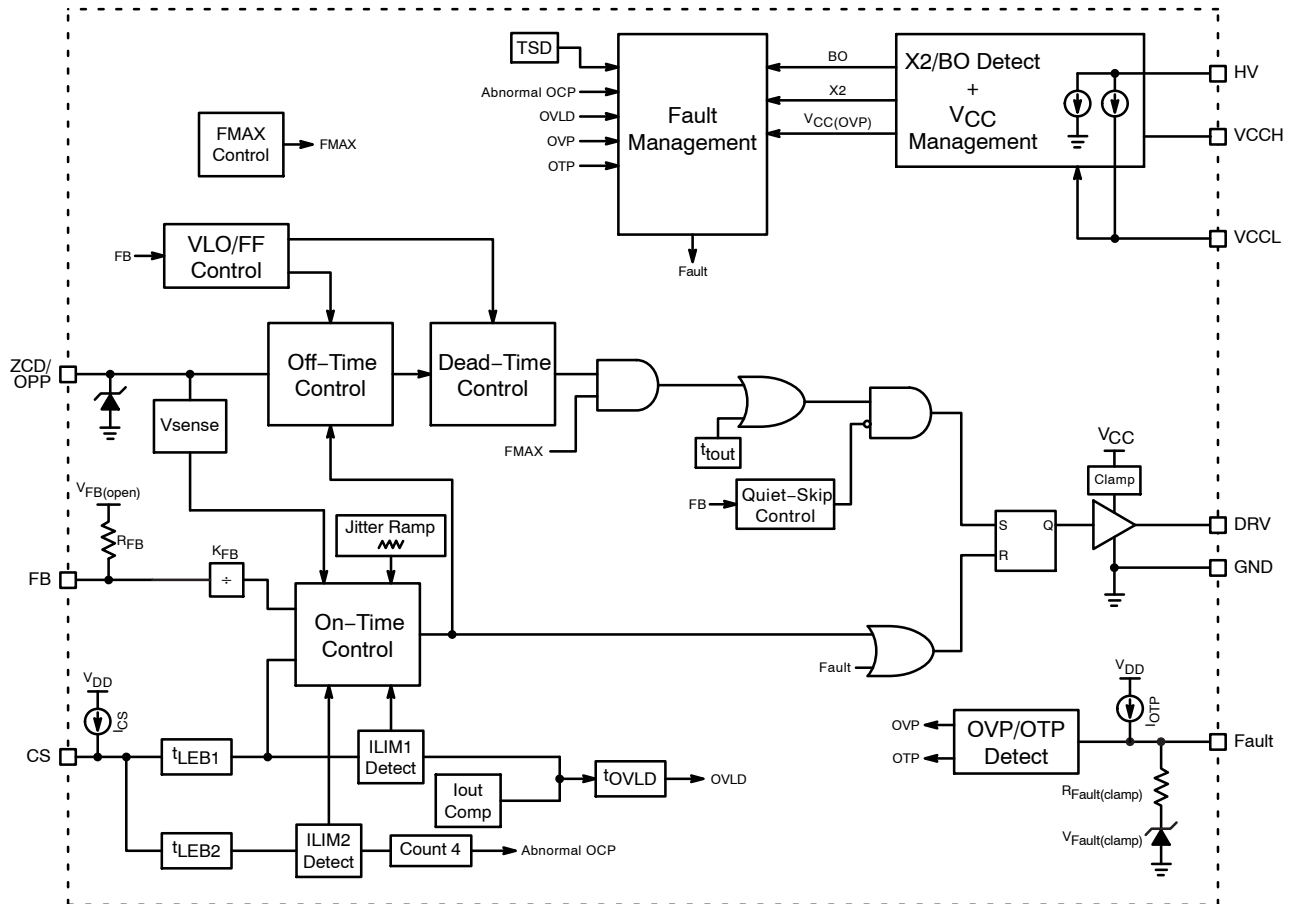 TSD
Abnormal OCP
OVLD
OVP
OTP
Fault
Management
Fault
BO
X2
VCC(OVP)
X2/BO Detect
+
VCC
Management
HV
VCCH
VCCL
FMAX
Control
FMAX
FB
VLO/FF
Control
ZCD/
OPP
Vsense
Off−Time
Control
Dead−Time
Control
FMAX
ttout
FB
Quiet−Skip
Control
VCC
Clamp
S
Q
R
DRV
GND
VFB(open)
RFB
FB
KFB
÷
Jitter Ramp
On−Time
Control
Fault
VDD
ICS
CS
tLEB1
ILIM1
Detect
Iout
Comp
tOVLD
OVLD
tLEB2
ILIM2
Detect
Count 4
Abnormal OCP
OVP
OTP
OVP/OTP
Detect
VDD
IOTP
Fault
RFault(clamp)
VFault(clamp)